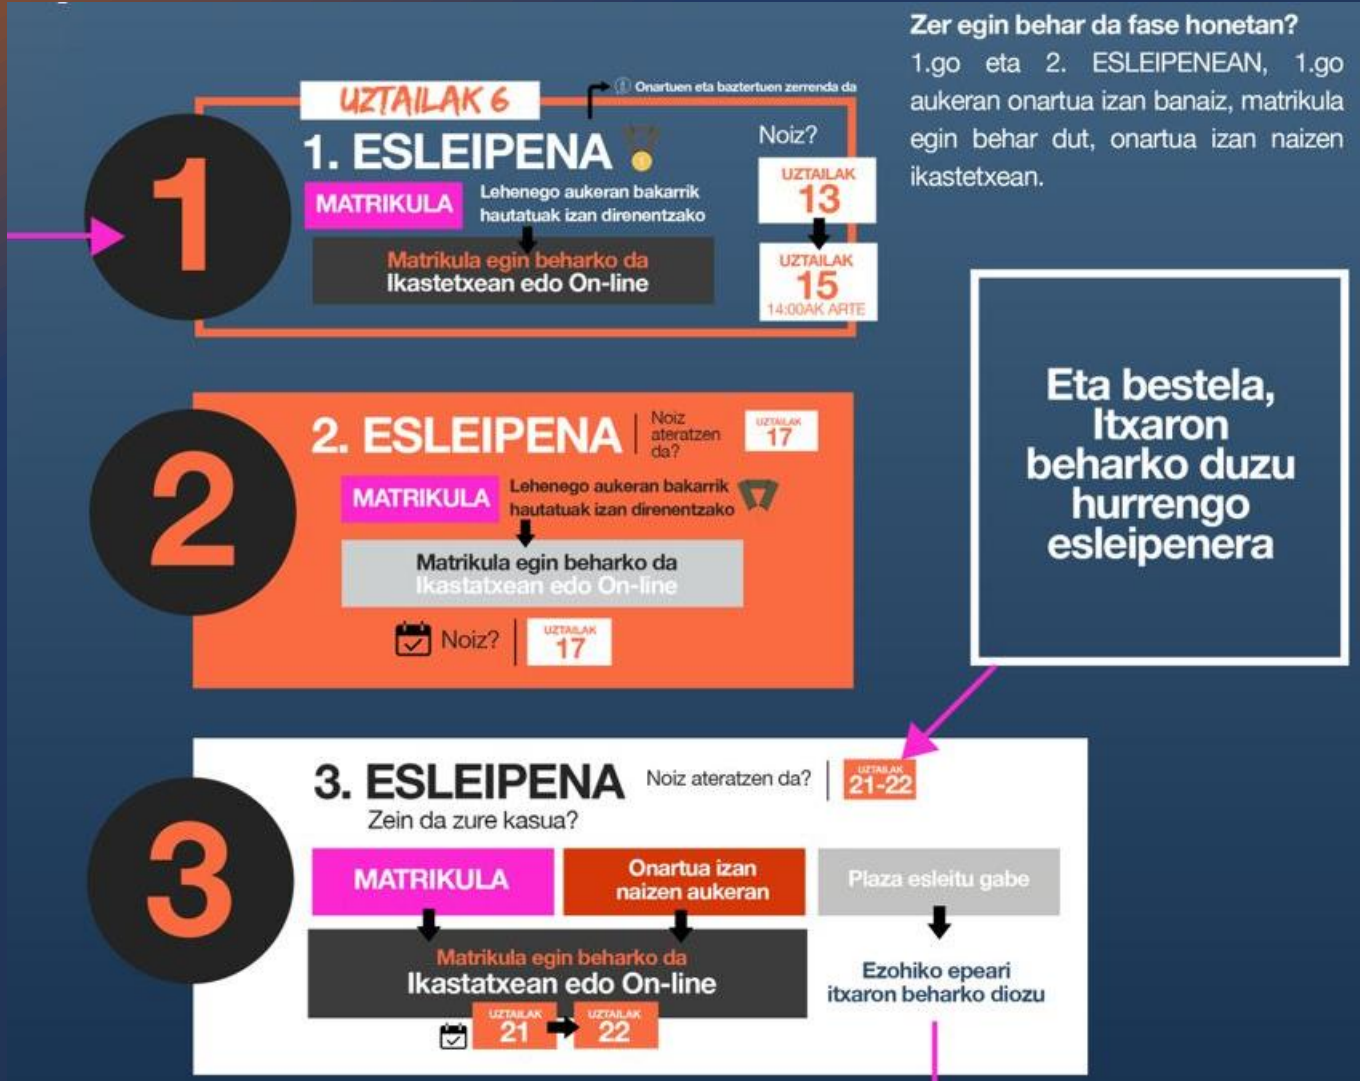 Zer egin behar da fase honetan?
1.go eta 2. ESLEIPENEAN, 1.go
aukeran onartua izan banaiz, matrikula
egin behar dut, onartua izan naizen
ikastetxean.
UZTAILAK 6
Onartuen eta baztertuen zerrenda da
1
1. ESLEIPENA
MATRIKULA
Lehenego aukeran bakarrik
hautatuak izan direnentzako
Matrikula egin beharko da
Ikastetxean edo On-line
Noiz?
UZTAILAK
13
UZTAILAK
15
14:00AK ARTE
Eta bestela,
Itxaron
beharko duzu
hurrengo
esleipenera
2
2. ESLEIPENA
Noiz
ateratzen
da?
UZTAILAK
17
MATRIKULA
Lehenego aukeran bakarrik
hautatuak izan direnentzako
Matrikula egin beharko da
Ikastatxean edo On-line
Noiz?
UZTAILAK
17
3
3. ESLEIPENA
Noiz ateratzen da?
UZTAILAK
21-22
Zein da zure kasua?
MATRIKULA
Onartua izan
naizen aukeran
Plaza esleitu gabe
Matrikula egin beharko da
Ikastatxean edo On-line
UZTAILAK
21
UZTAILAK
22
Ezohiko epeari
itxaron beharko diozu